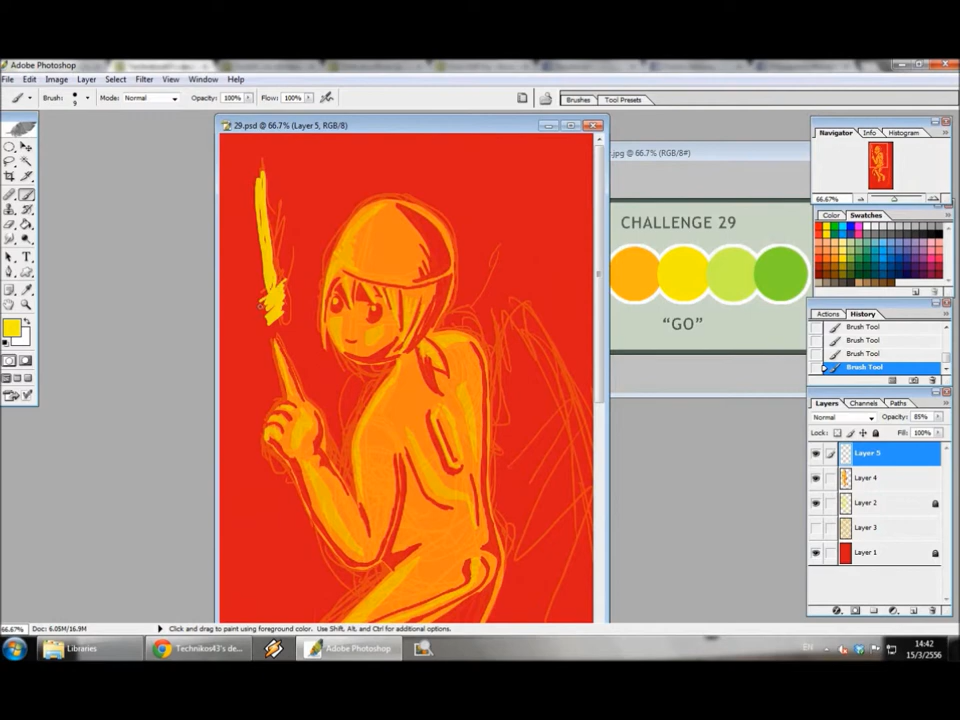 Adobe Photoshop
File Edit Image Layer Select Filter View Window Help
Brush: 9 Mode: Normal Opacity: 100% Flow: 100% Brushes Tool Presets
29.psd @ 66.7% (Layer 5, RGB/8)
.jpg @ 66.7% (RGB/8#)
CHALLENGE 29
“GO”
Navigator Info Histogram
66.67%
Color Swatches
Actions History
Brush Tool
Brush Tool
Brush Tool
Brush Tool
Layers Channels Paths
Normal Opacity: 85%
Lock: Fill: 100%
Layer 5
Layer 4
Layer 2
Layer 3
Layer 1
66.67% Doc: 6.05M/16.9M Click and drag to paint using foreground color. Use Shift, Alt, and Ctrl for additional options.
Libraries Technikos43's de... Adobe Photoshop EN 14:42
15/3/2556